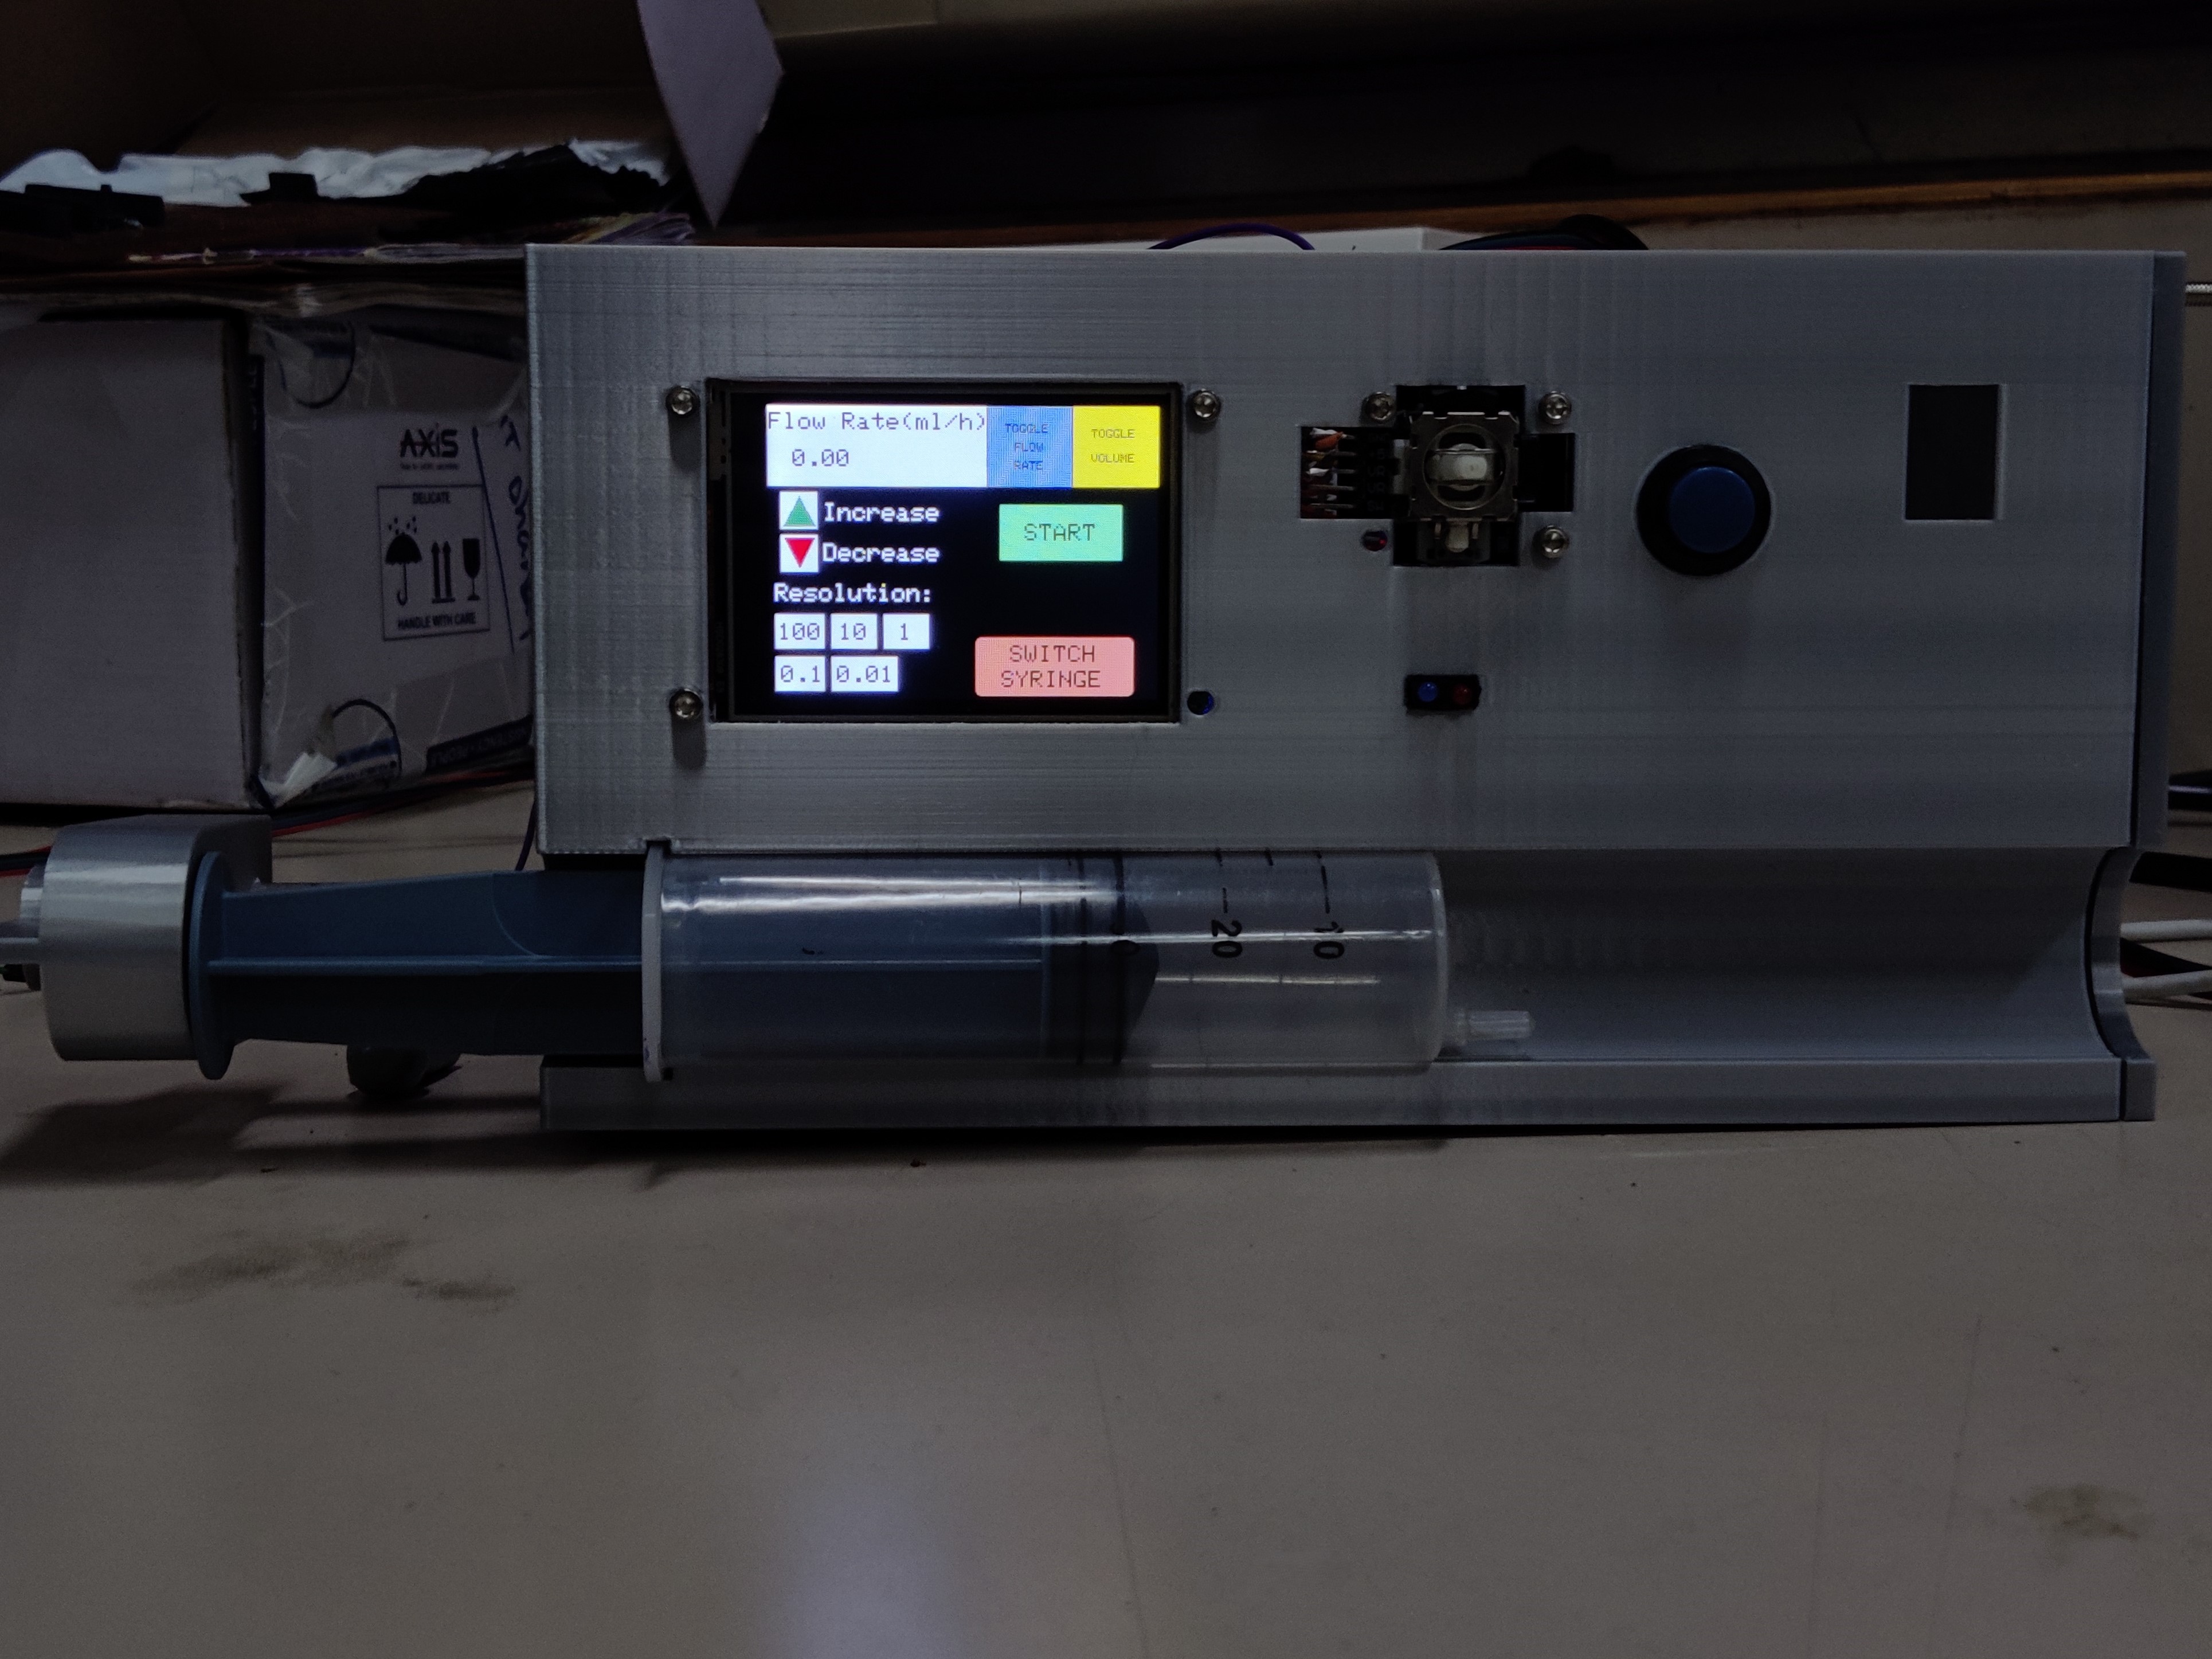 Flow Rate(ml/h)
0.00
TOGGLE
FLOW
RATE
TOGGLE
VOLUME
Increase
Decrease
START
Resolution:
100 10 1
0.1 0.01
SWITCH
SYRINGE
AXIS
DELICATE
HANDLE WITH CARE
20
10